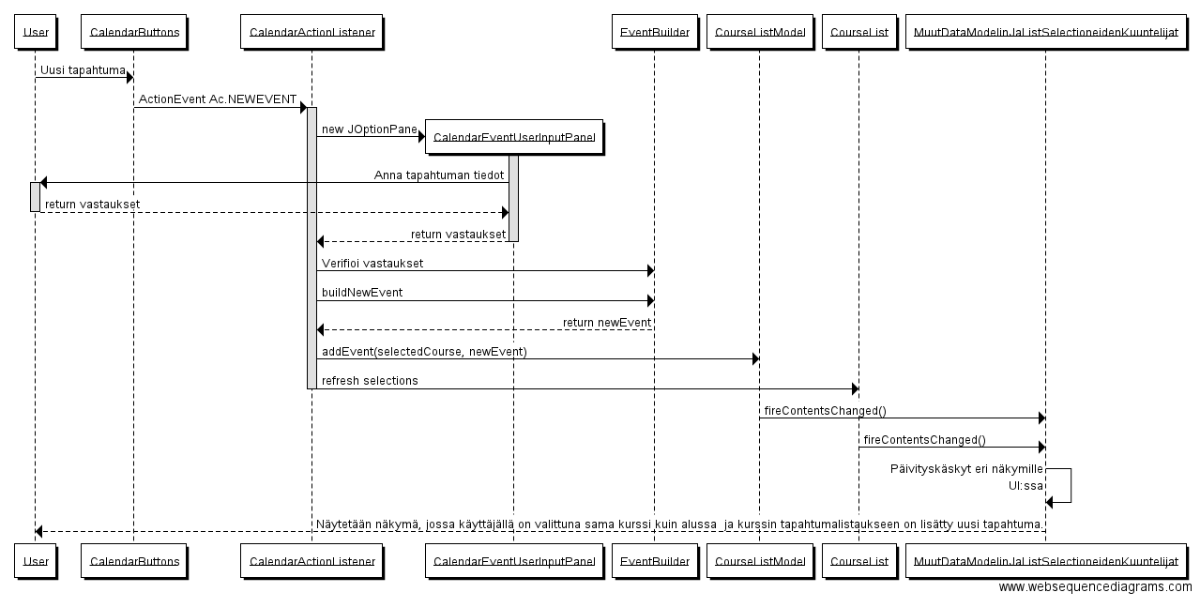 User
CalendarButtons
CalendarActionListener
EventBuilder
CourseListModel
CourseList
MuutDataModelinJaListSelectioneidenKuuntelijat
Uusi tapahtuma
ActionEvent Ac.NEWEVENT
new JOptionPane
CalendarEventUserInputPanel
Anna tapahtuman tiedot
return vastaukset
return vastaukset
Verifioi vastaukset
buildNewEvent
return newEvent
addEvent(selectedCourse, newEvent)
refresh selections
fireContentsChanged()
fireContentsChanged()
Päivityskäskyt eri näkymille
UI:ssa
Näytetään näkymä, jossa käyttäjällä on valittuna sama kurssi kuin alussa ja kurssin tapahtumalistaukseen on lisätty uusi tapahtuma.
User
CalendarButtons
CalendarActionListener
CalendarEventUserInputPanel
EventBuilder
CourseListModel
CourseList
MuutDataModelinJaListSelectioneidenKuuntelijat
www.websequencediagrams.com